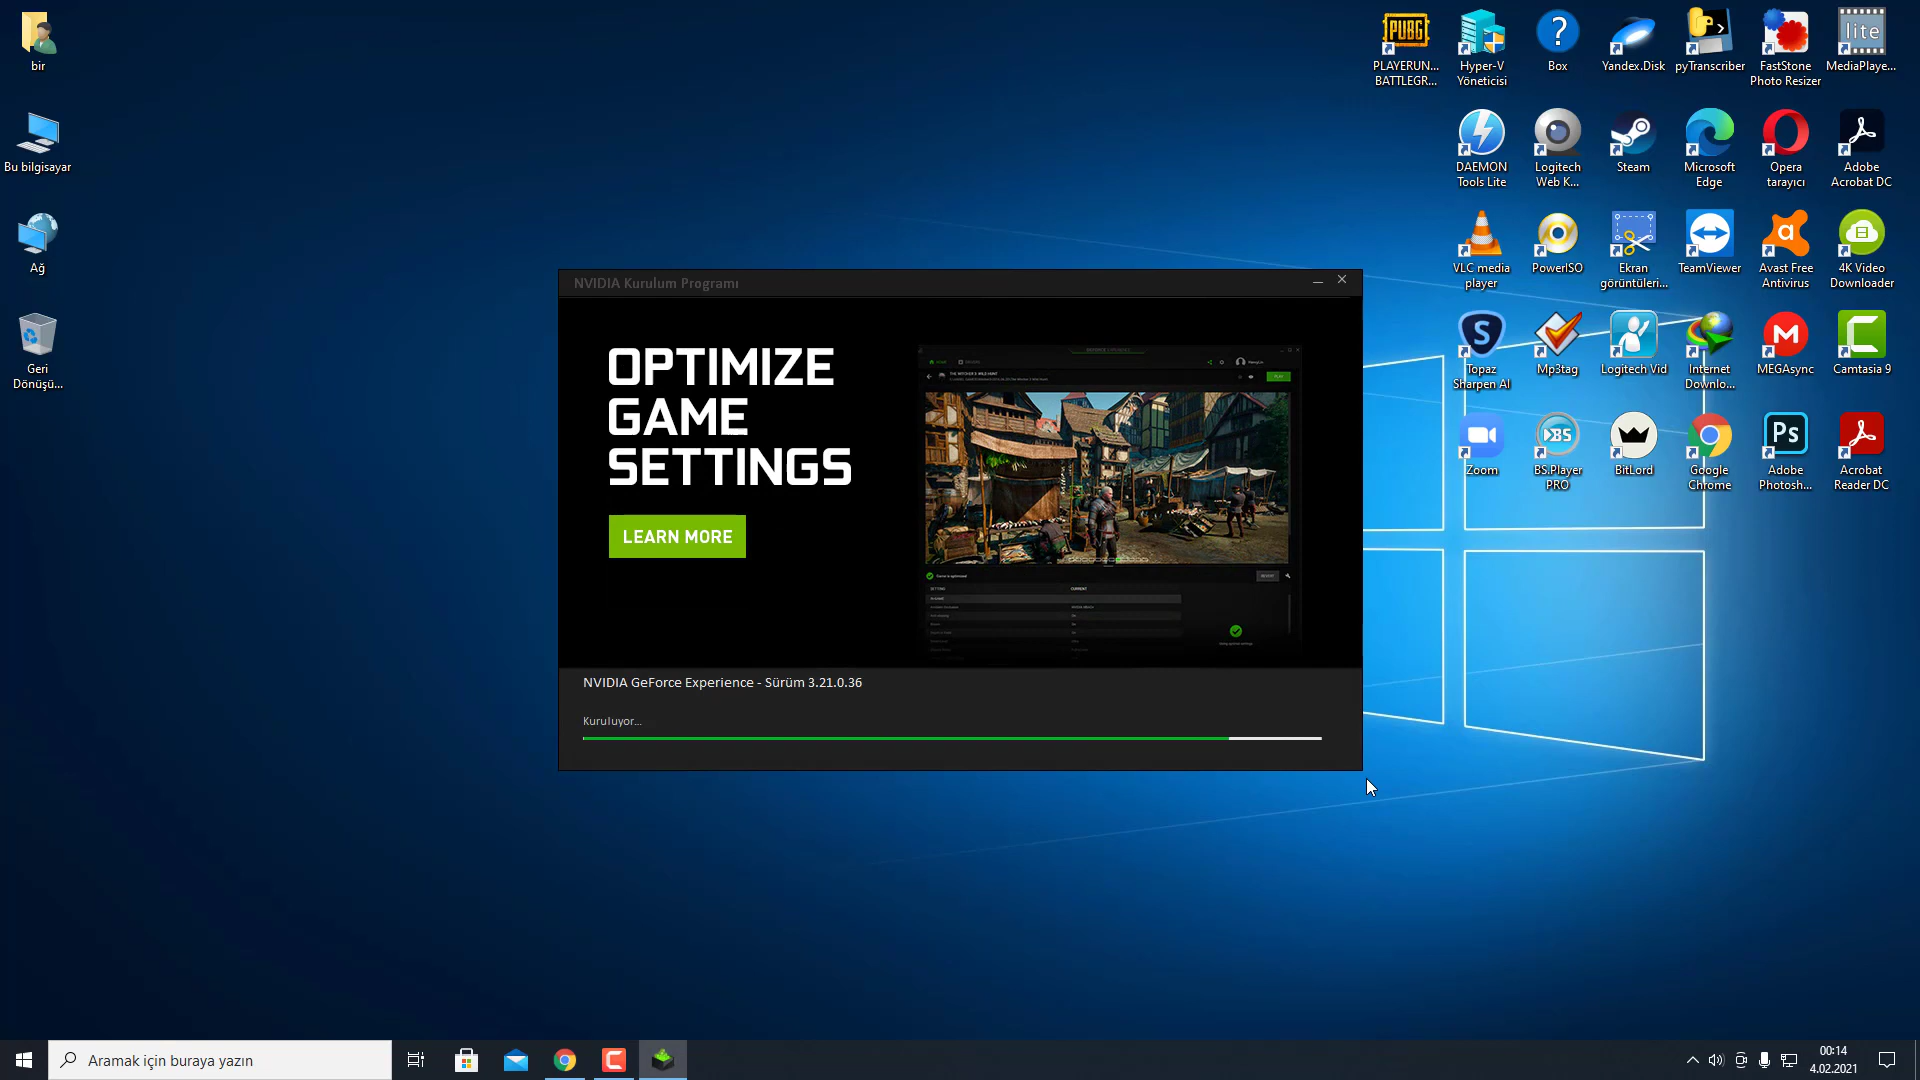 bir
Bu bilgisayar
Ağ
Geri
Dönüşü...
PUBG
PLAYERUN...
BATTLEGR...
Hyper-V
Yöneticisi
?
Box
Yandex.Disk
pyTranscriber
FastStone
Photo Resizer
lite
MediaPlaye...
DAEMON
Tools Lite
Logitech
Web K...
Steam
Microsoft
Edge
Opera
tarayıcı
Adobe
Acrobat DC
VLC media
player
PowerISO
Ekran
görüntüleri...
TeamViewer
Avast Free
Antivirus
4K Video
Downloader
Topaz
Sharpen AI
Mp3tag
Logitech Vid
Internet
Downlo...
MEGAsync
Camtasia 9
Zoom
BS.Player
PRO
BitLord
Google
Chrome
Ps
Adobe
Photosh...
Acrobat
Reader DC
NVIDIA Kurulum Programı
OPTIMIZE
GAME
SETTINGS
LEARN MORE
NVIDIA GeForce Experience - Sürüm 3.21.0.36
Kuruluyor...
Aramak için buraya yazın
00:14
4.02.2021